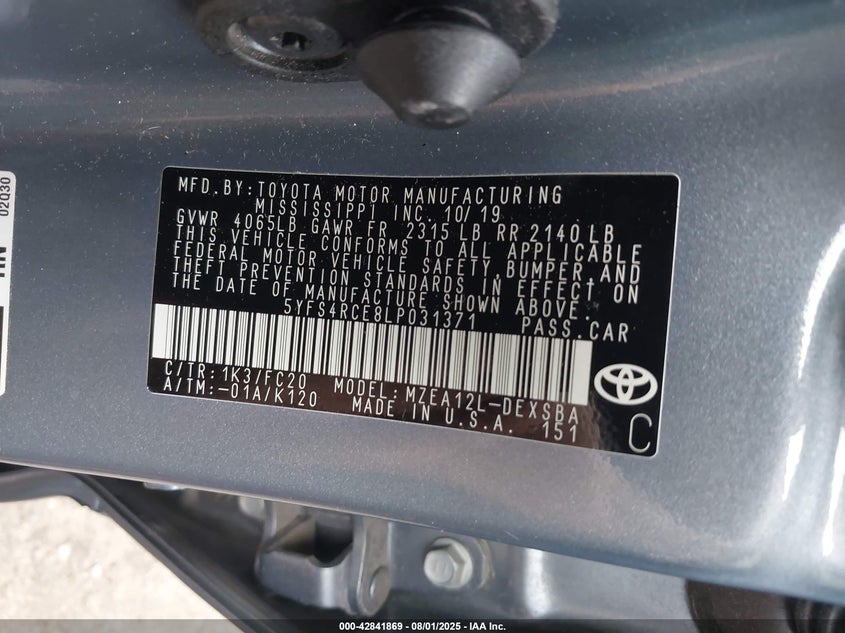 MFD.BY:TOYOTA MOTOR MANUFACTURING
MISSISSIPPI INC. 10/19
GVWR 4065LB GAWR FR 2315 LB RR 2140 LB
THIS VEHICLE CONFORMS TO ALL APPLICABLE
FEDERAL MOTOR VEHICLE SAFETY,BUMPER,AND
THEFT PREVENTION STANDARDS IN EFFECT ON
THE DATE OF MANUFACTURE SHOWN ABOVE.
5YFS4RCE8LP031371 PASS.CAR
C/TR:1K3/FC20 MODEL:MZEA12L-DEXSBA
A/TM:-01A/K120 MADE IN U.S.A. 151
C
02Q30
000-42841869 - 08/01/2025 - IAA Inc.